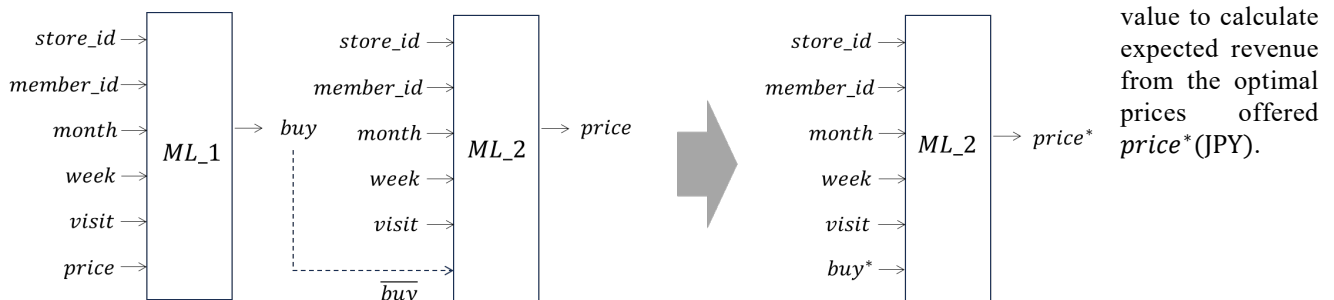 store_id
member_id
month
week
visit
price
ML_1
buy
store_id
member_id
month
week
visit
\overline{buy}
ML_2
price
store_id
member_id
month
week
visit
buy*
ML_2
price*
value to calculate
expected revenue
from the optimal
prices offered
price*(JPY).